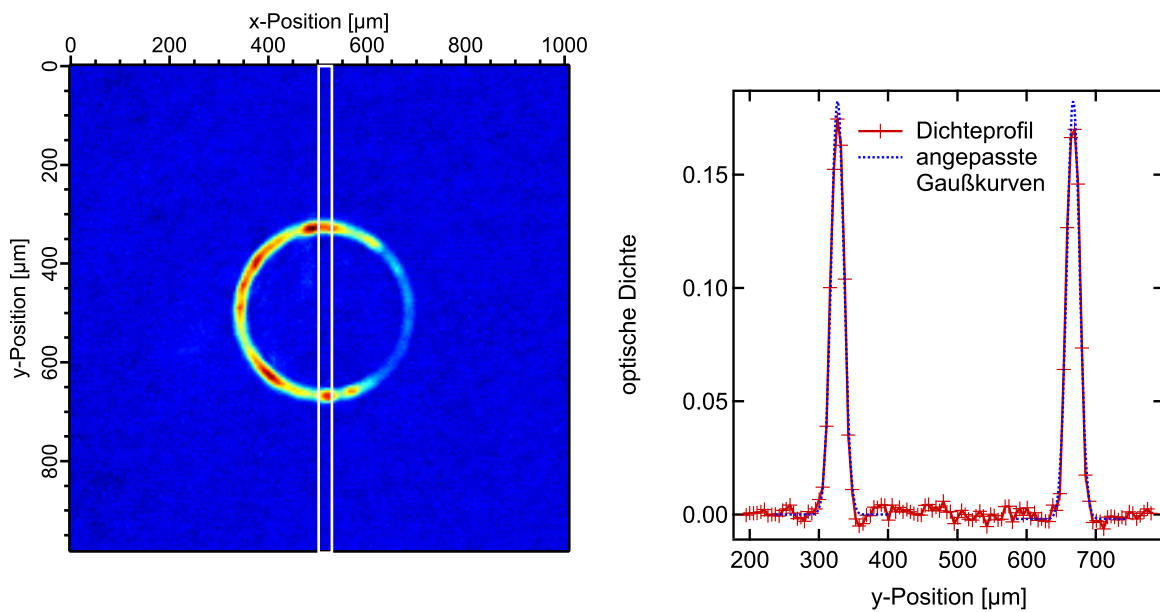 x-Position [µm]
0 200 400 600 800 1000
y-Position [µm]
0
200
400
600
800
optische Dichte
0.15
0.10
0.05
0.00
Dichteprofil
angepasste
Gaußkurven
200 300 400 500 600 700
y-Position [µm]